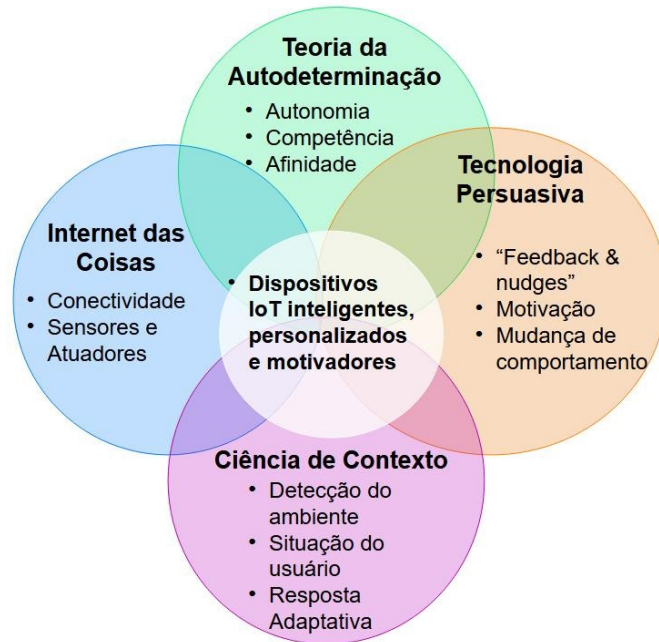 Teoria da
Autodeterminação
• Autonomia
• Competência
• Afinidade
Tecnologia
Persuasiva
• “Feedback &
nudges”
• Motivação
• Mudança de
comportamento
Internet das
Coisas
• Conectividade
• Sensores e
Atuadores
• Dispositivos
IoT inteligentes,
personalizados
e motivadores
Ciência de Contexto
• Detecção do
ambiente
• Situação do
usuário
• Resposta
Adaptativa